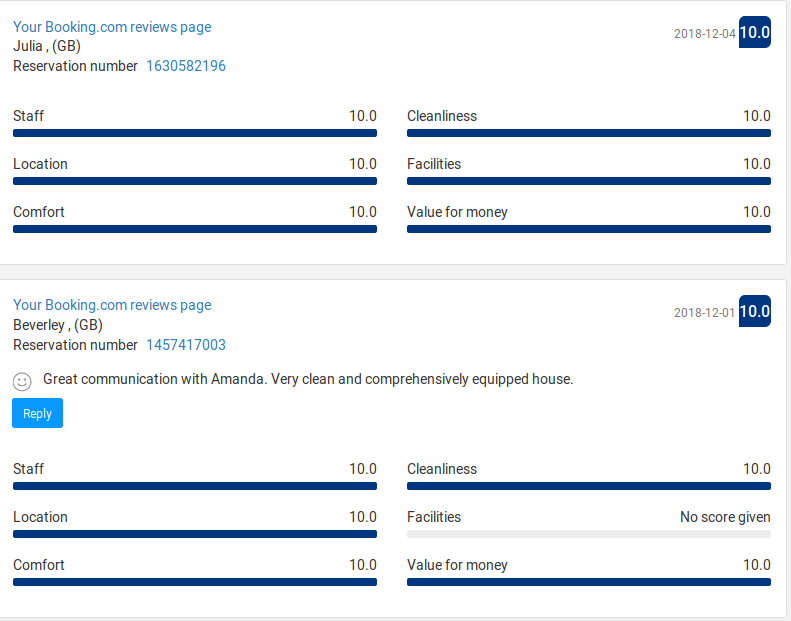 Your Booking.com reviews page
2018-12-04 10.0
Julia , (GB)
Reservation number 1630582196
Staff 10.0 Cleanliness 10.0
Location 10.0 Facilities 10.0
Comfort 10.0 Value for money 10.0
Your Booking.com reviews page
2018-12-01 10.0
Beverley , (GB)
Reservation number 1457417003
Great communication with Amanda. Very clean and comprehensively equipped house.
Reply
Staff 10.0 Cleanliness 10.0
Location 10.0 Facilities No score given
Comfort 10.0 Value for money 10.0